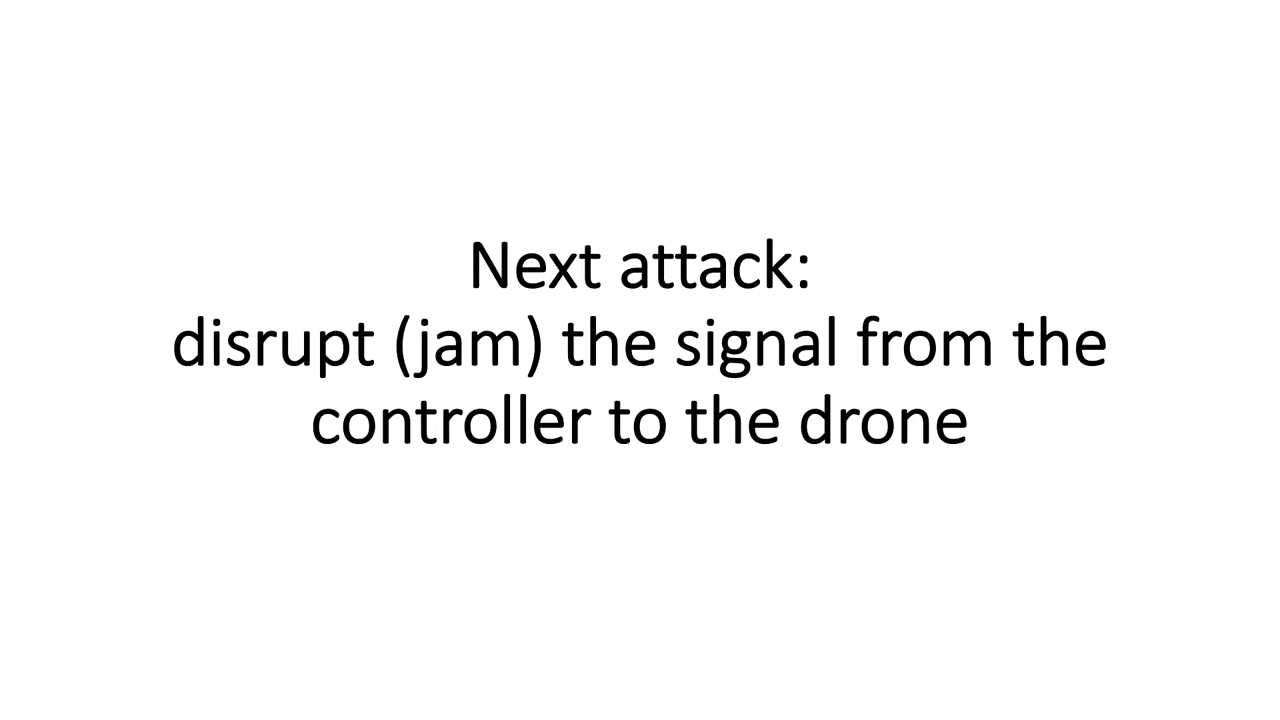 Next attack:
disrupt (jam) the signal from the
controller to the drone